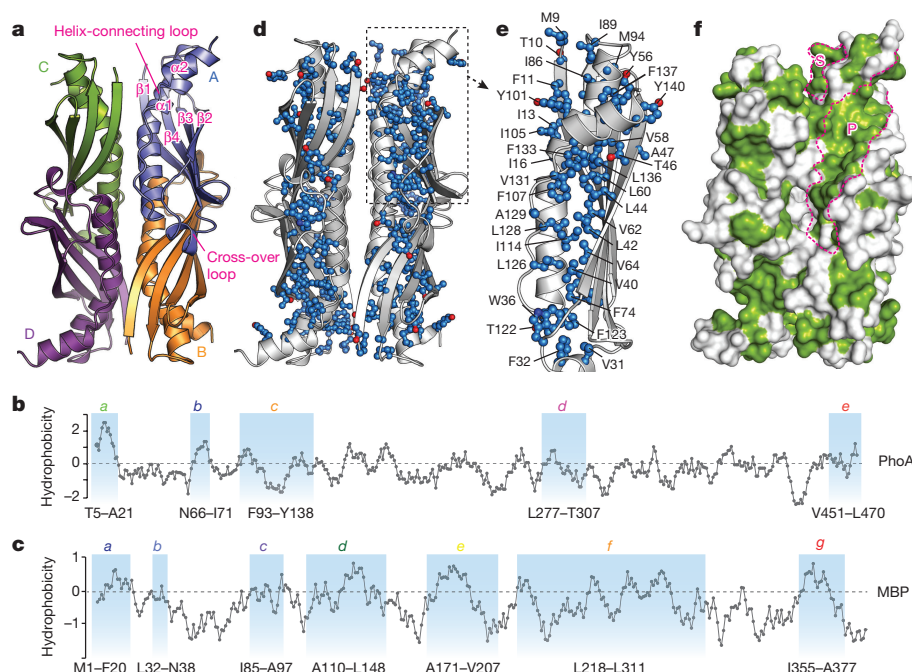 a
Helix-connecting loop
C
α2
A
β1
α1
β3
β2
β4
Cross-over
loop
D
B
d
e
M9
I89
T10
M94
Y56
I86
F137
F11
Y140
Y101
I13
I105
V58
F133
A47
I16
T46
L136
V131
L60
F107
L44
A129
L128
V62
I114
L42
L126
V64
V40
W36
F74
T122
F123
F32
V31
f
S
P
b
Hydrophobicity
2
0
−2
a
b
c
d
e
PhoA
T5–A21
N66–I71
F93–Y138
L277–T307
V451–L470
c
Hydrophobicity
1
0
−1
a
b
c
d
e
f
g
MBP
M1–F20
L32–N38
I85–A97
A110–L148
A171–V207
L218–L311
I355–A377